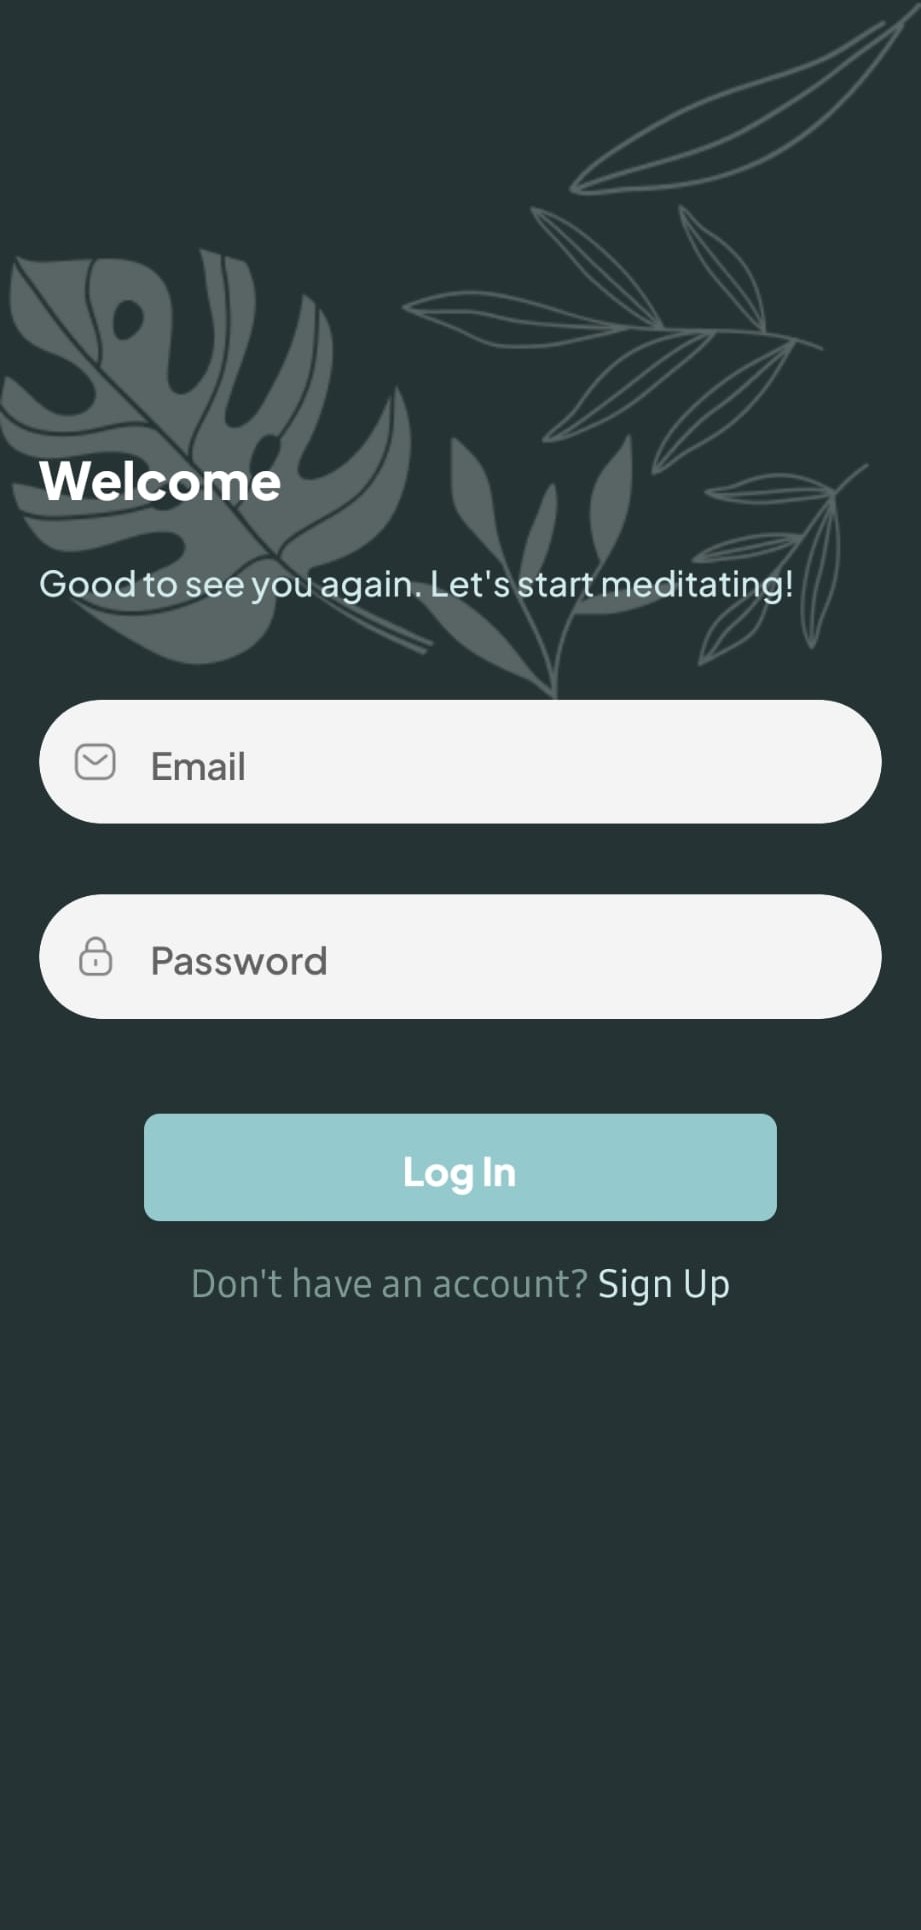 Welcome
Good to see you again. Let's start meditating!
Email
Password
Log In
Don't have an account? Sign Up